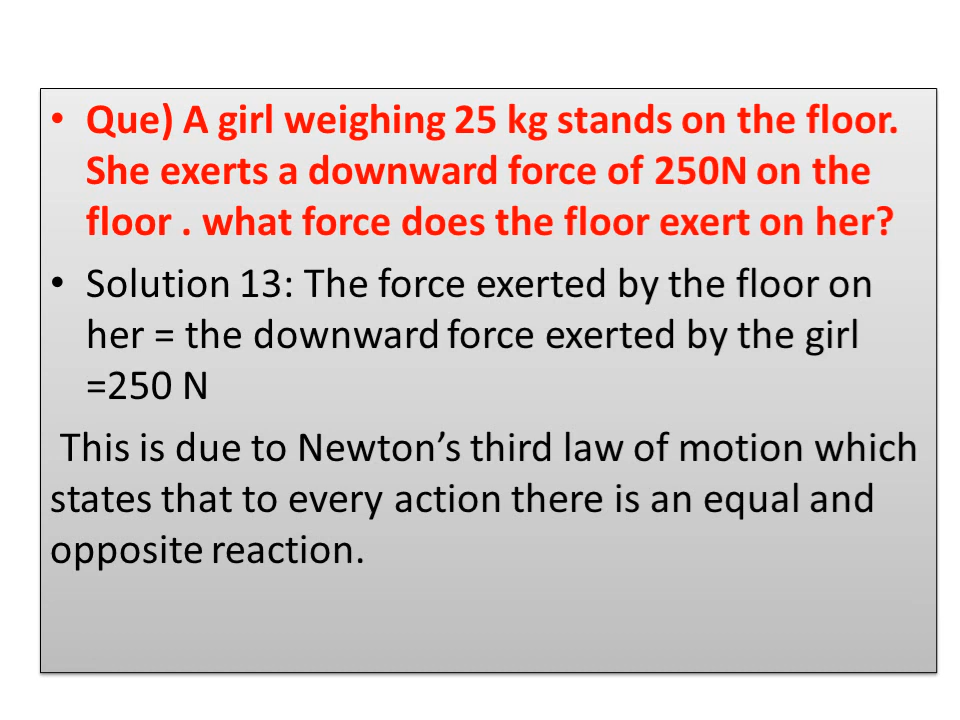 • Que) A girl weighing 25 kg stands on the floor.
She exerts a downward force of 250N on the
floor . what force does the floor exert on her?
• Solution 13: The force exerted by the floor on
her = the downward force exerted by the girl
=250 N
This is due to Newton’s third law of motion which
states that to every action there is an equal and
opposite reaction.